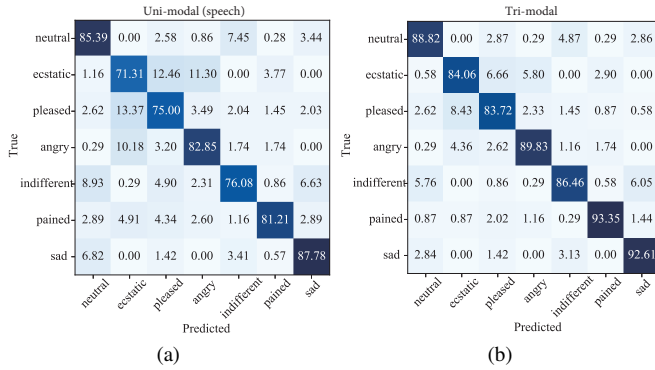 Uni-modal (speech)
neutral 85.39 0.00 2.58 0.86 7.45 0.28 3.44
ecstatic 1.16 71.31 12.46 11.30 0.00 3.77 0.00
pleased 2.62 13.37 75.00 3.49 2.04 1.45 2.03
angry 0.29 10.18 3.20 82.85 1.74 1.74 0.00
indifferent 8.93 0.29 4.90 2.31 76.08 0.86 6.63
pained 2.89 4.91 4.34 2.60 1.16 81.21 2.89
sad 6.82 0.00 1.42 0.00 3.41 0.57 87.78
True
neutral ecstatic pleased angry indifferent pained sad
Predicted
(a)
Tri-modal
neutral 88.82 0.00 2.87 0.29 4.87 0.29 2.86
ecstatic 0.58 84.06 6.66 5.80 0.00 2.90 0.00
pleased 2.62 8.43 83.72 2.33 1.45 0.87 0.58
angry 0.29 4.36 2.62 89.83 1.16 1.74 0.00
indifferent 5.76 0.00 0.86 0.29 86.46 0.58 6.05
pained 0.87 0.87 2.02 1.16 0.29 93.35 1.44
sad 2.84 0.00 1.42 0.00 3.13 0.00 92.61
True
neutral ecstatic pleased angry indifferent pained sad
Predicted
(b)